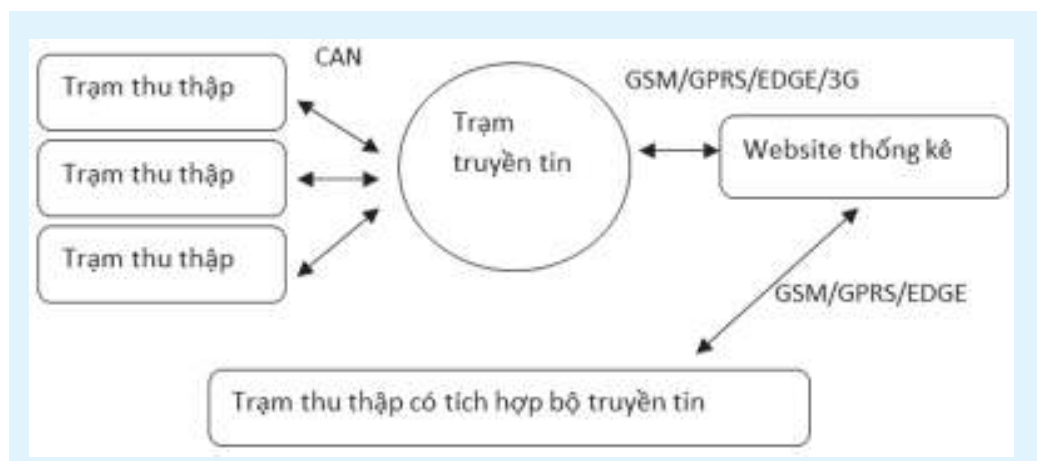 CAN
Trạm thu thập
Trạm thu thập
Trạm thu thập
Trạm
truyền tin
GSM/GPRS/EDGE/3G
Website thống kê
GSM/GPRS/EDGE
Trạm thu thập có tích hợp bộ truyền tin